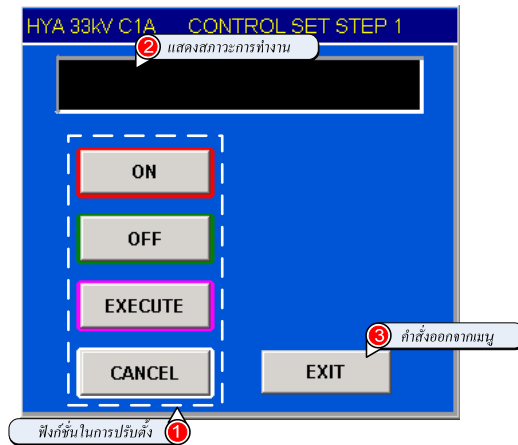 HYA 33kV C1A CONTROL SET STEP 1
2 แสดงสภาวะการทำงาน
ON
OFF
EXECUTE
3 คำสั่งออกจากเมนู
CANCEL
EXIT
ฟังก์ชั่นในการปรับตั้ง 1